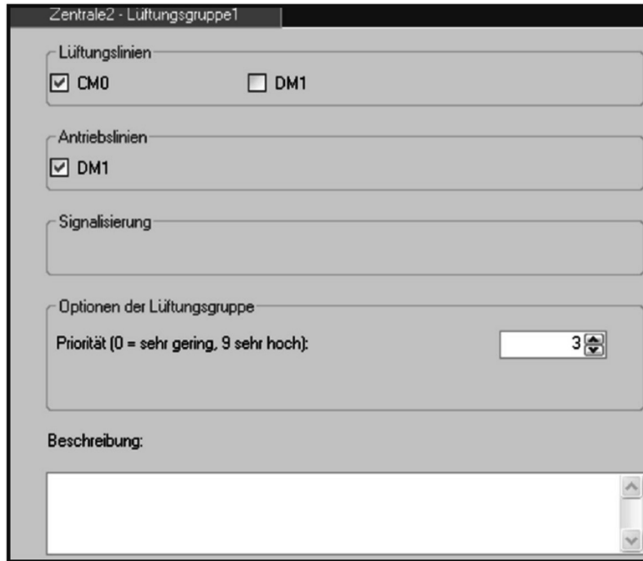 Zentrale2 - Lüftungsgruppe1
Lüftungslinien
CM0 DM1
Antriebslinien
DM1
Signalisierung
Optionen der Lüftungsgruppe
Priorität (0 = sehr gering, 9 sehr hoch): 3
Beschreibung: